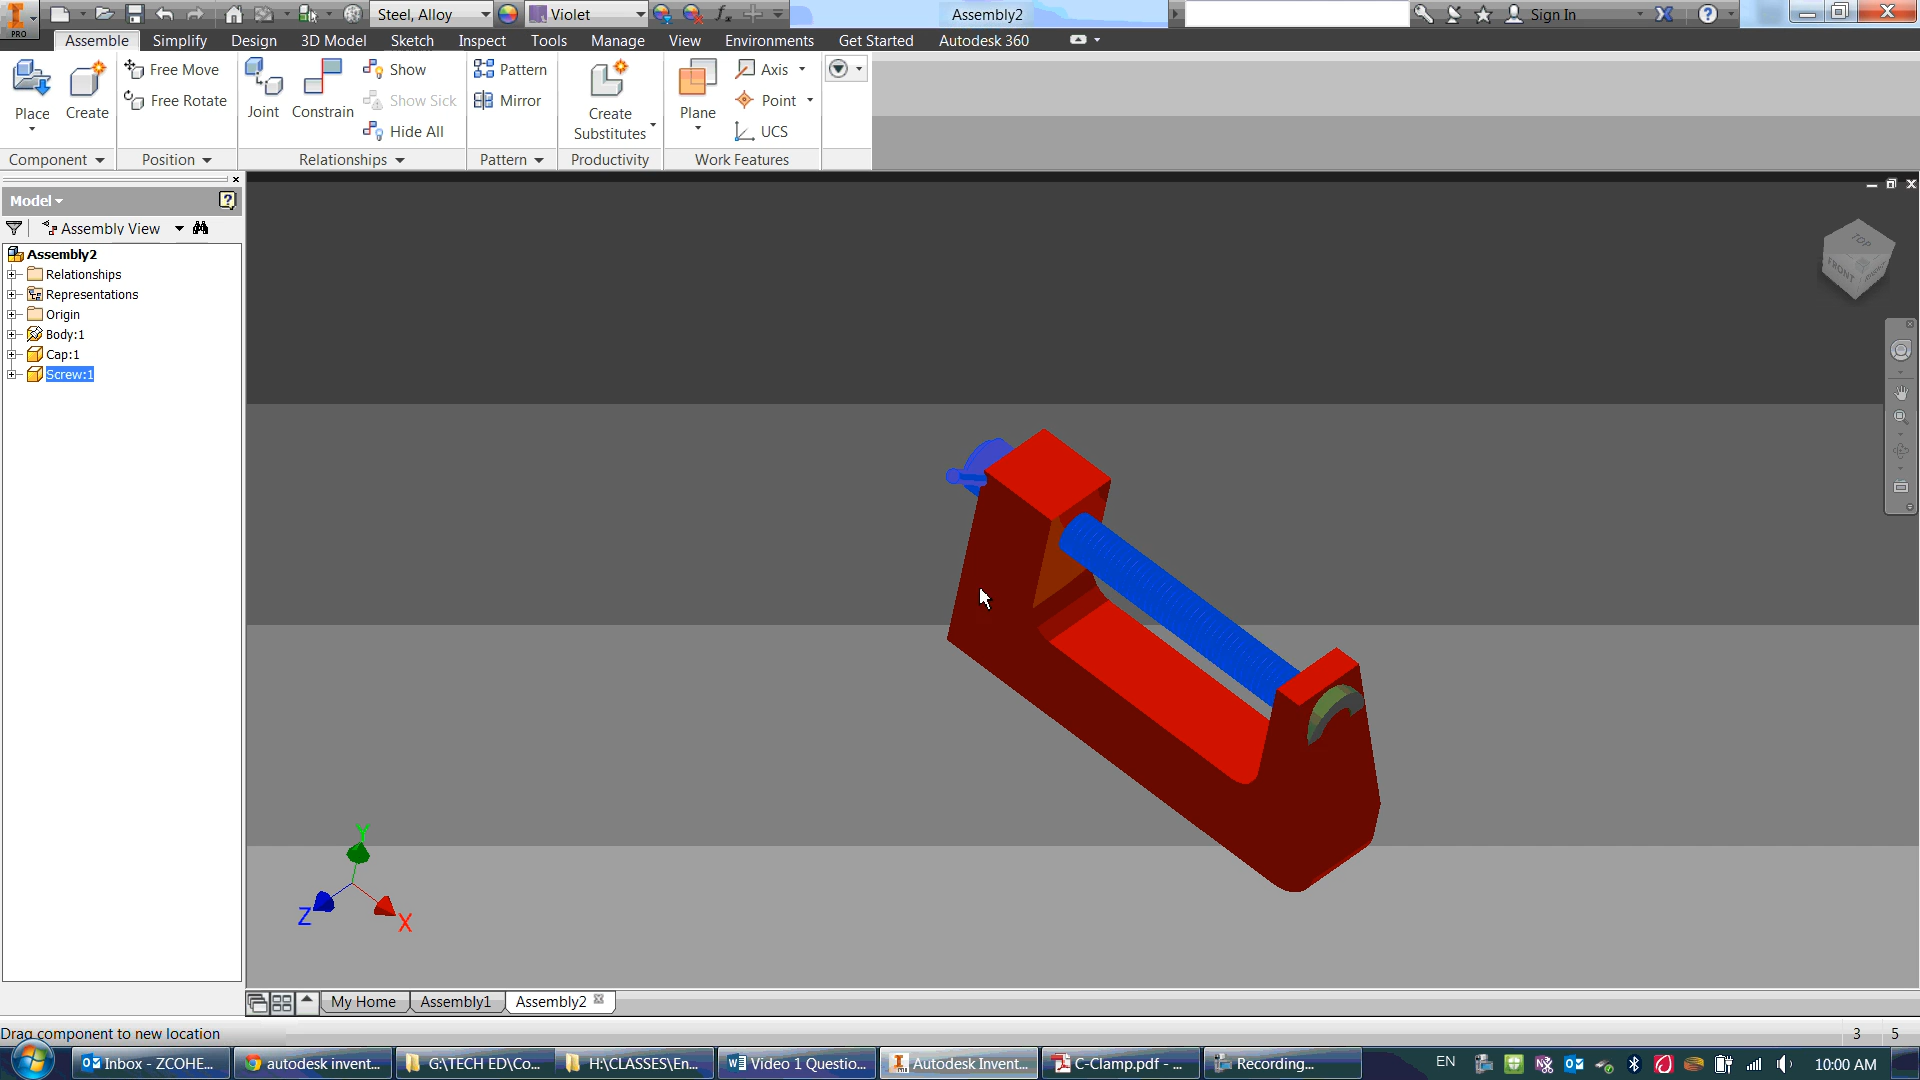 PRO
Steel, Alloy
Violet
Assembly2
Sign In
Assemble Simplify Design 3D Model Sketch Inspect Tools Manage View Environments Get Started Autodesk 360
Place
Create
Free Move
Free Rotate
Joint
Constrain
Show
Show Sick
Hide All
Pattern
Mirror
Create
Substitutes
Plane
Axis
Point
UCS
Component Position Relationships Pattern Productivity Work Features
Model
Assembly View
Assembly2
Relationships
Representations
Origin
Body:1
Cap:1
Screw:1
TOP
FRONT
Y
Z
X
My Home Assembly1 Assembly2
Drag component to new location
3 5
Inbox - ZCOHE... autodesk invent... G:\TECH ED\Co... H:\CLASSES\En... Video 1 Questio... Autodesk Invent... C-Clamp.pdf - ... Recording... EN 10:00 AM